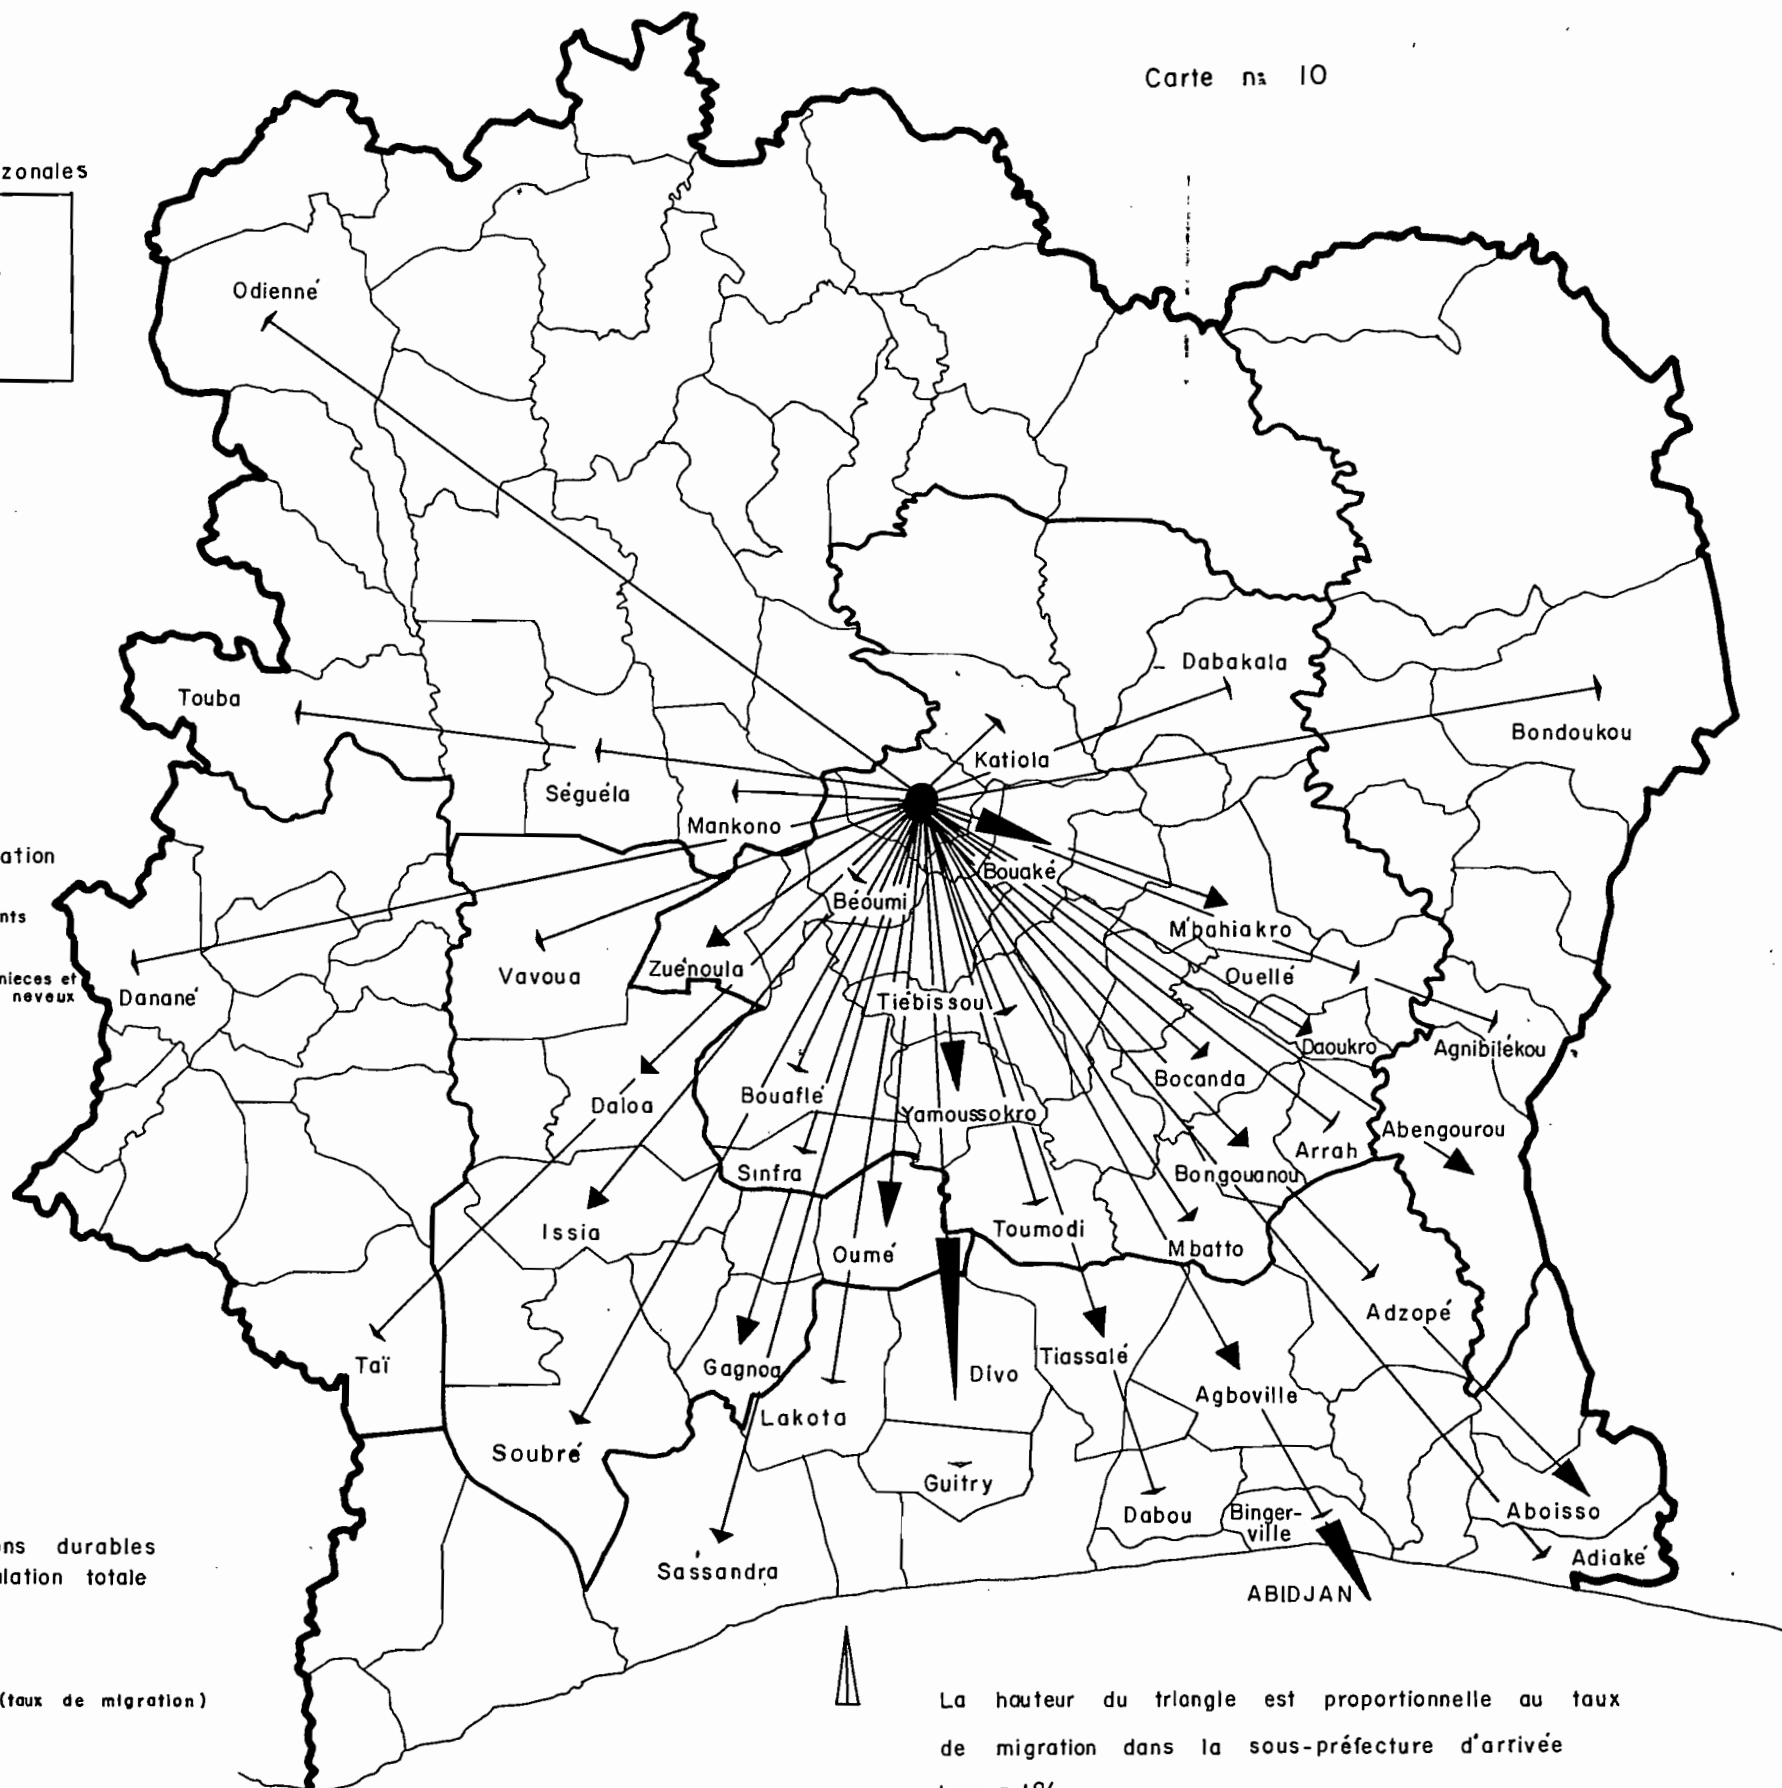 Carte n: 10
zonales
Odienné
Touba
Dabakala
Bondoukou
Katiola
Séguéla
Mankono
ation
Bouaké
Béoumi
nts
M'bahiakro
Zuénoula
Vavoua
Ouellé
nieces et
neveux
Danané
Tiébissou
Daoukro
Agnibilékou
Bocanda
Bouaflé
Daloa
Yamoussokro
Abengourou
Arrah
Sinfra
Bongouanou
Issia
Toumodi
Mbatto
Oumé
Adzopé
Taï
Gagnoa
Divo
Tiassalé
Agboville
Lakota
Soubré
Guitry
Dabou
Binger-
ville
Aboisso
ns durables
lation totale
Sassandra
Adiaké
ABIDJAN
(taux de migration)
La hauteur du triangle est proportionnelle au taux
de migration dans la sous-préfecture d'arrivée